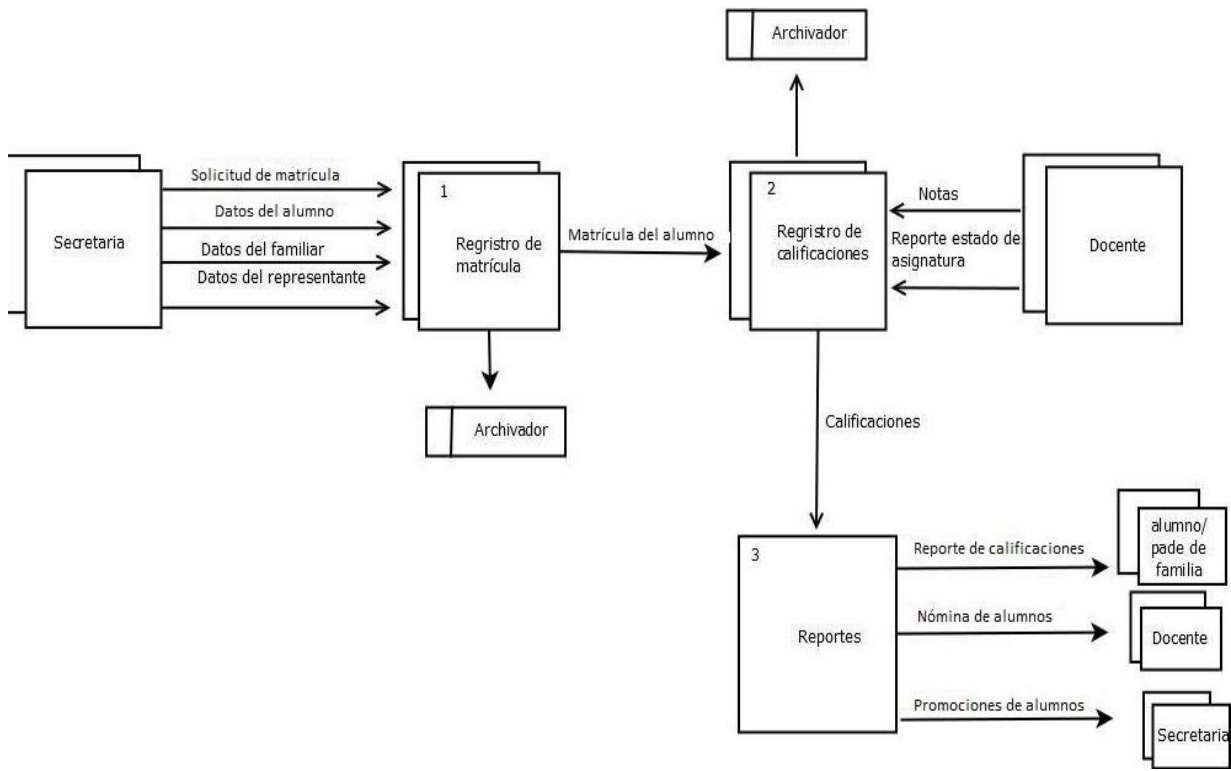 Archivador
Solicitud de matrícula
Datos del alumno
Datos del familiar
Datos del representante
Secretaria
1
Regristro de
matrícula
Matrícula del alumno
2
Regristro de
calificaciones
Notas
Reporte estado de
asignatura
Docente
Archivador
Calificaciones
3
Reportes
Reporte de calificaciones
Nómina de alumnos
Promociones de alumnos
alumno/
pade de
familia
Docente
Secretaria